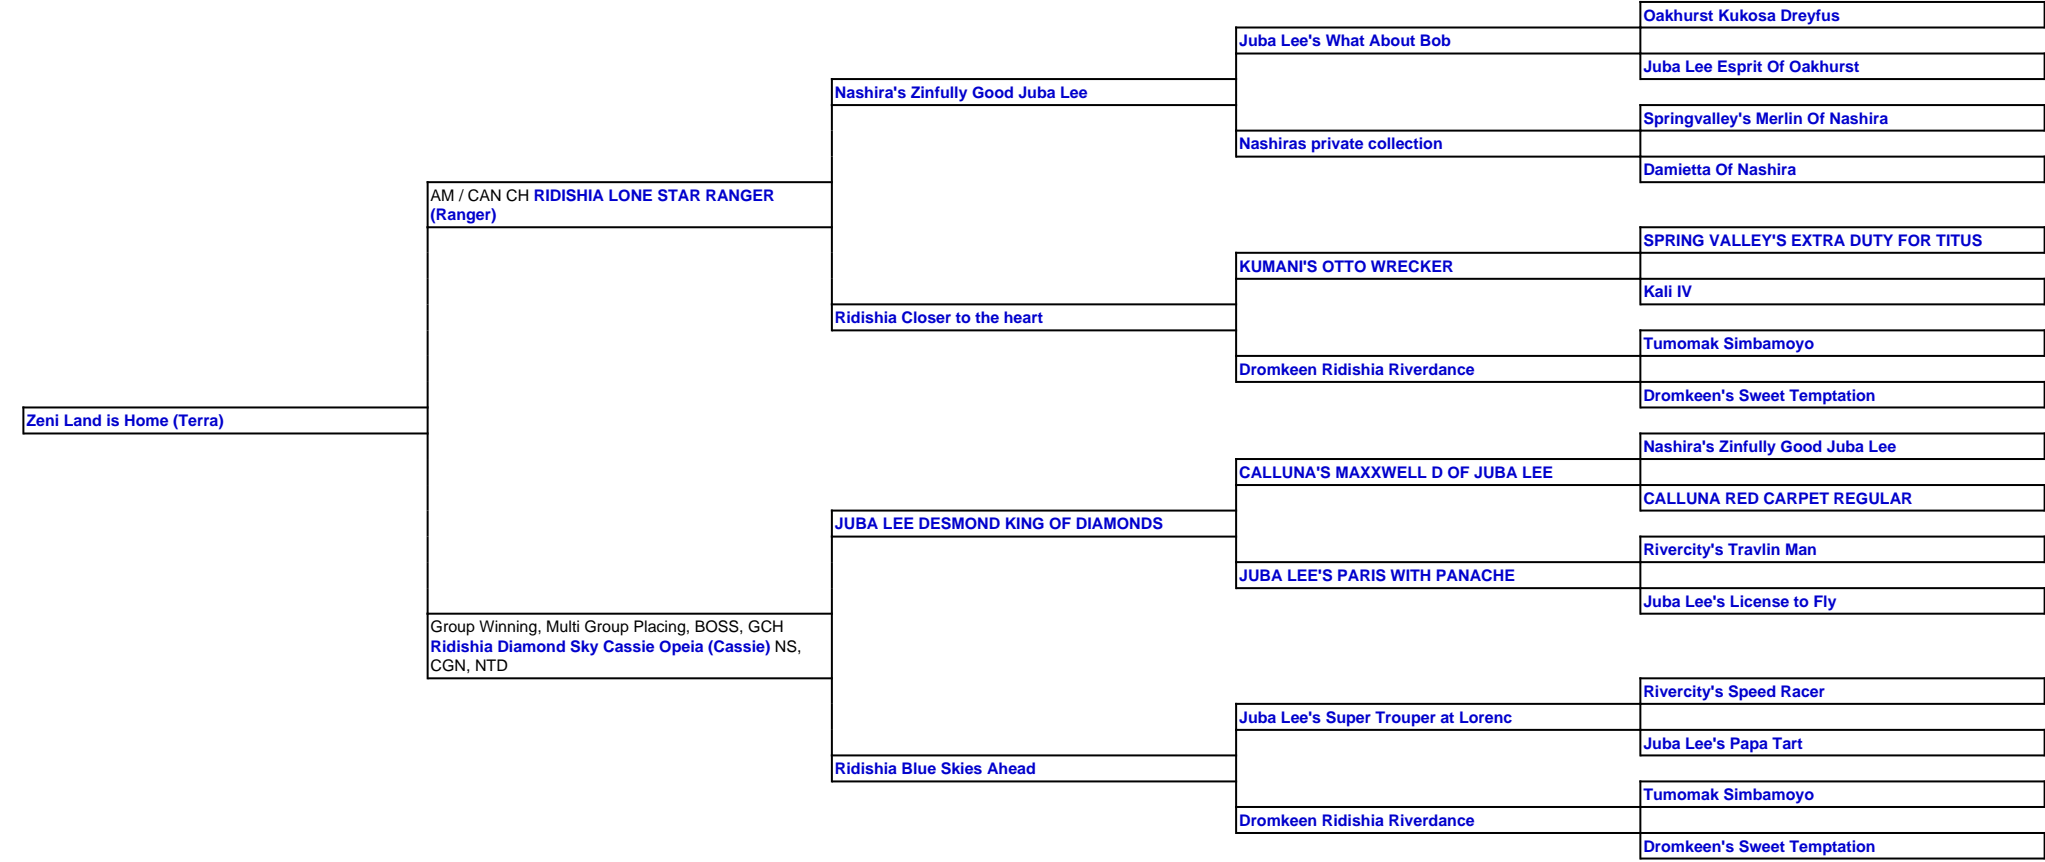 Oakhurst Kukosa Dreyfus
Juba Lee's What About Bob
Juba Lee Esprit Of Oakhurst
Nashira's Zinfully Good Juba Lee
Springvalley's Merlin Of Nashira
Nashiras private collection
Damietta Of Nashira
AM / CAN CH RIDISHIA LONE STAR RANGER
(Ranger)
SPRING VALLEY'S EXTRA DUTY FOR TITUS
KUMANI'S OTTO WRECKER
Kali IV
Ridishia Closer to the heart
Tumomak Simbamoyo
Dromkeen Ridishia Riverdance
Dromkeen's Sweet Temptation
Zeni Land is Home (Terra)
Nashira's Zinfully Good Juba Lee
CALLUNA'S MAXXWELL D OF JUBA LEE
CALLUNA RED CARPET REGULAR
JUBA LEE DESMOND KING OF DIAMONDS
Rivercity's Travlin Man
JUBA LEE'S PARIS WITH PANACHE
Juba Lee's License to Fly
Group Winning, Multi Group Placing, BOSS, GCH
Ridishia Diamond Sky Cassie Opeia (Cassie) NS,
CGN, NTD
Rivercity's Speed Racer
Juba Lee's Super Trouper at Lorenc
Juba Lee's Papa Tart
Ridishia Blue Skies Ahead
Tumomak Simbamoyo
Dromkeen Ridishia Riverdance
Dromkeen's Sweet Temptation